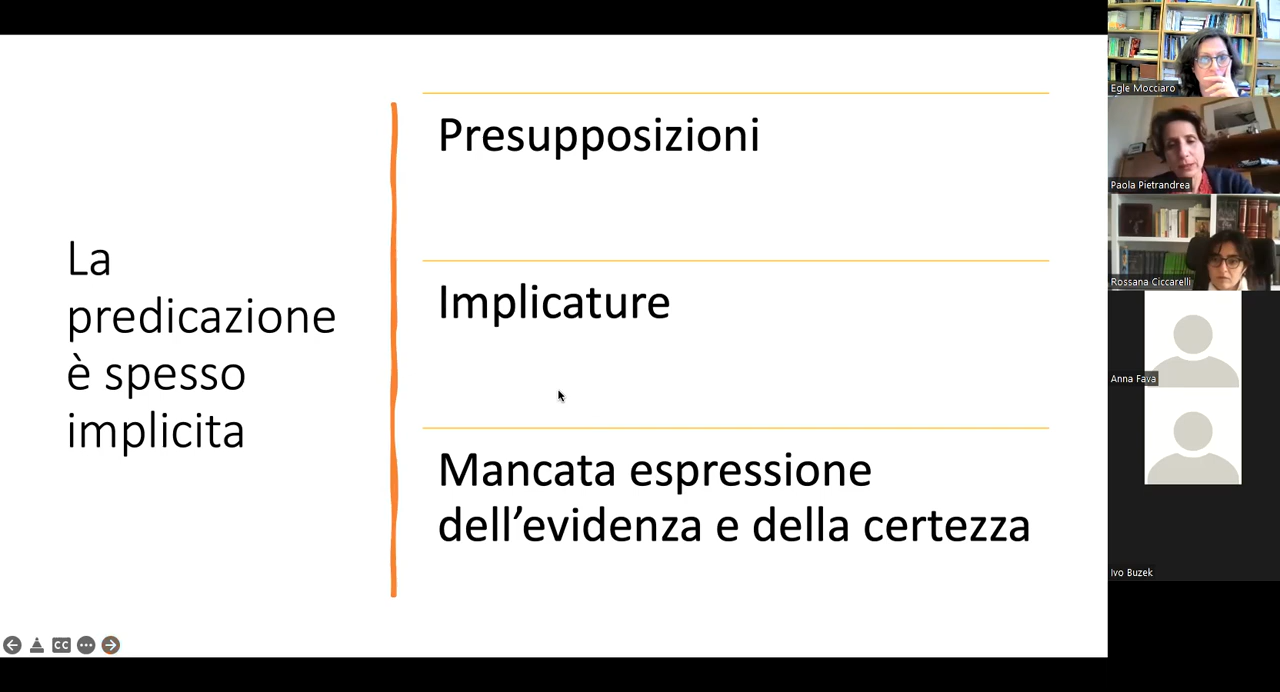 La
predicazione
è spesso
implicita
Presupposizioni
Implicature
Mancata espressione
dell’evidenza e della certezza
CC
Egle Mocciaro
Paola Pietrandrea
Rossana Ciccarelli
Anna Fava
Ivo Buzek